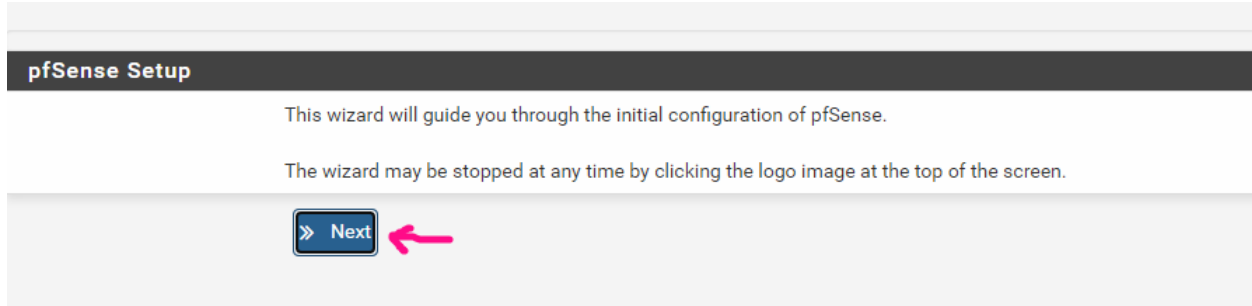 pfSense Setup
This wizard will guide you through the initial configuration of pfSense.
The wizard may be stopped at any time by clicking the logo image at the top of the screen.
» Next